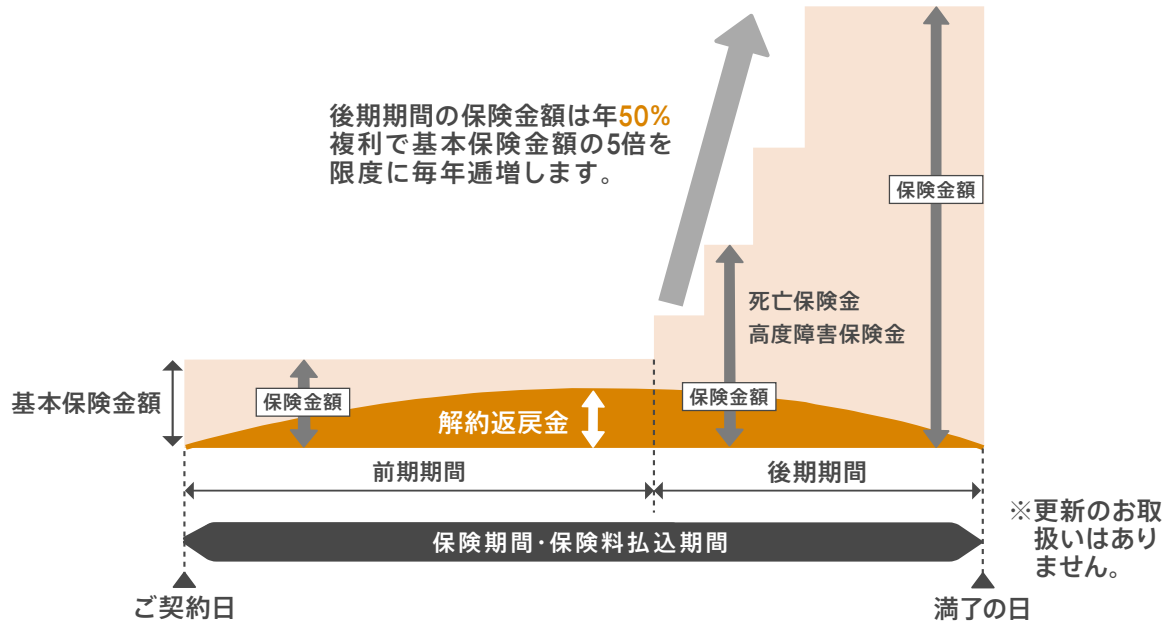 後期期間の保険金額は年50%
複利で基本保険金額の5倍を
限度に毎年逓増します。
保険金額
死亡保険金
高度障害保険金
基本保険金額
保険金額
保険金額
解約返戻金
前期期間
後期期間
保険期間・保険料払込期間
※更新のお取
扱いはあり
ません。
ご契約日
満了の日